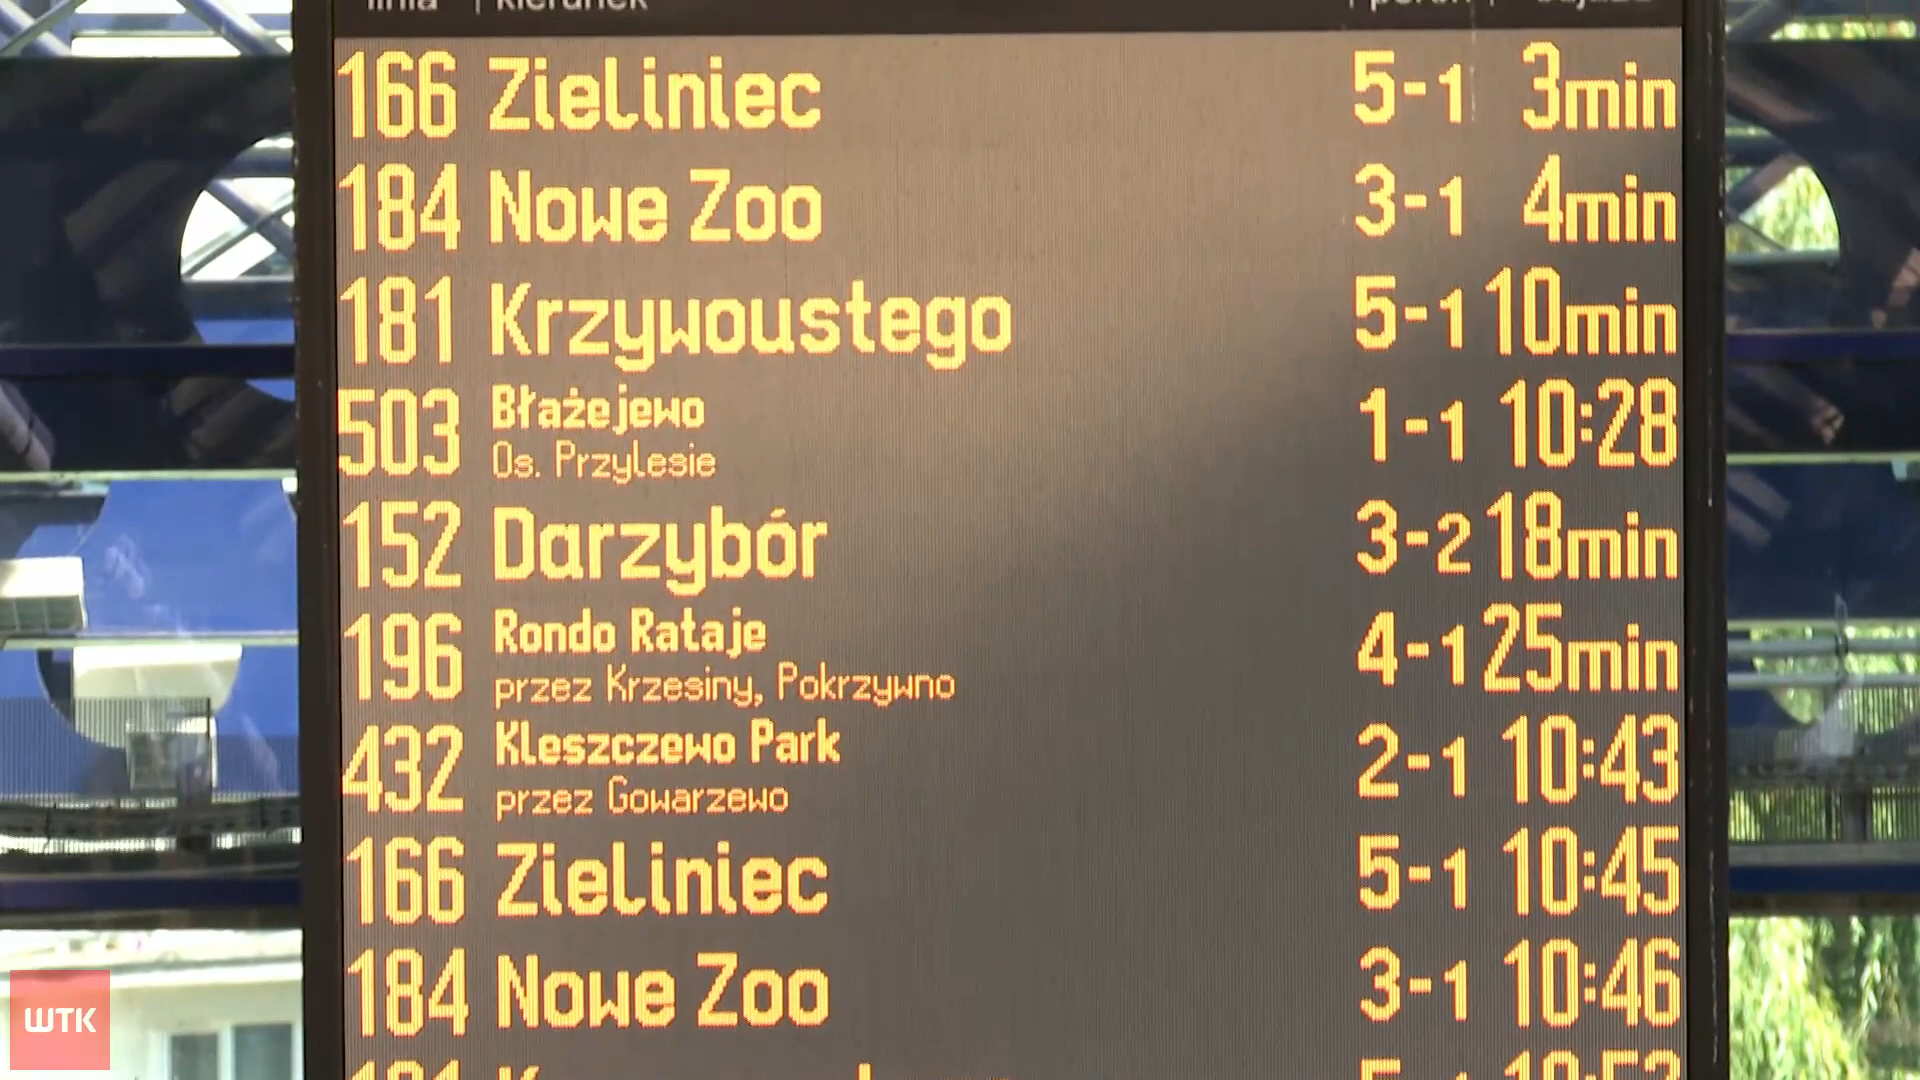 linia | kierunek
166 Zieliniec 5-1 3min
184 Nowe Zoo 3-1 4min
181 Krzywoustego 5-1 10min
503 Błażejewo 1-1 10:28
Os. Przylesie
152 Darzybór 3-2 18min
196 Rondo Rataje 4-1 25min
przez Krzesiny, Pokrzywno
432 Kleszczewo Park 2-1 10:43
przez Gowarzewo
166 Zieliniec 5-1 10:45
184 Nowe Zoo 3-1 10:46
WTK